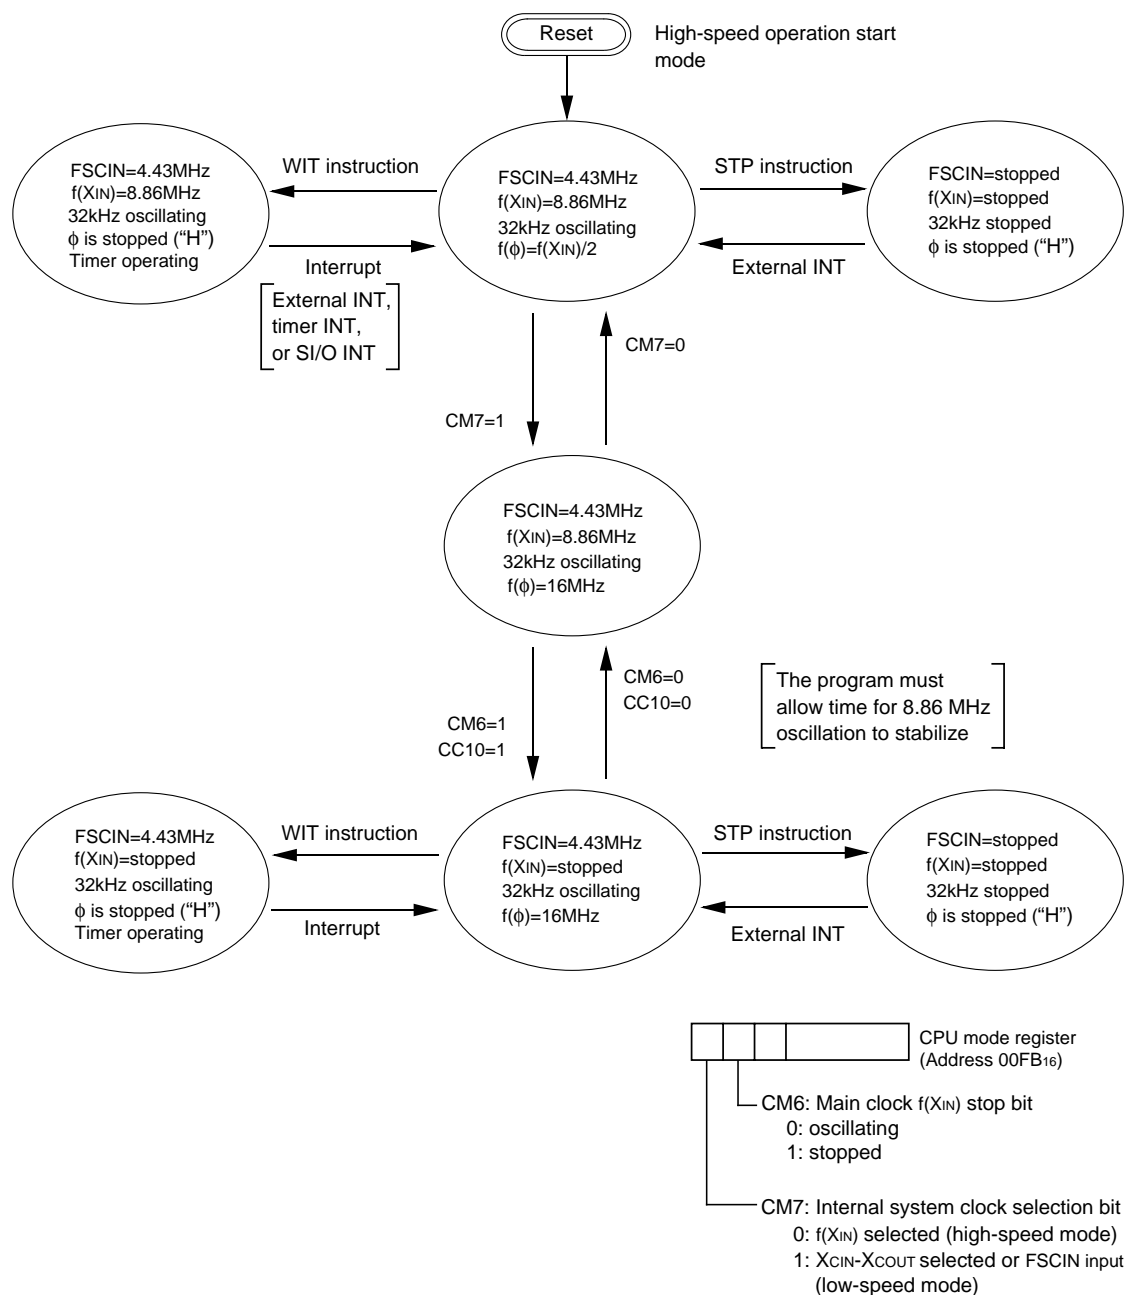 Reset
High-speed operation start
mode
FSCIN=4.43MHz
f(XIN)=8.86MHz
32kHz oscillating
ϕ is stopped (“H”)
Timer operating
WIT instruction
Interrupt
External INT,
timer INT,
or SI/O INT
FSCIN=4.43MHz
f(XIN)=8.86MHz
32kHz oscillating
f(ϕ)=f(XIN)/2
STP instruction
External INT
FSCIN=stopped
f(XIN)=stopped
32kHz stopped
ϕ is stopped (“H”)
CM7=0
CM7=1
FSCIN=4.43MHz
f(XIN)=8.86MHz
32kHz oscillating
f(ϕ)=16MHz
CM6=0
CC10=0
The program must
allow time for 8.86 MHz
oscillation to stabilize
CM6=1
CC10=1
FSCIN=4.43MHz
f(XIN)=stopped
32kHz oscillating
ϕ is stopped (“H”)
Timer operating
WIT instruction
Interrupt
FSCIN=4.43MHz
f(XIN)=stopped
32kHz oscillating
f(ϕ)=16MHz
STP instruction
External INT
FSCIN=stopped
f(XIN)=stopped
32kHz stopped
ϕ is stopped (“H”)
CPU mode register
(Address 00FB16)
CM6: Main clock f(XIN) stop bit
0: oscillating
1: stopped
CM7: Internal system clock selection bit
0: f(XIN) selected (high-speed mode)
1: XCIN-XCOUT selected or FSCIN input
(low-speed mode)